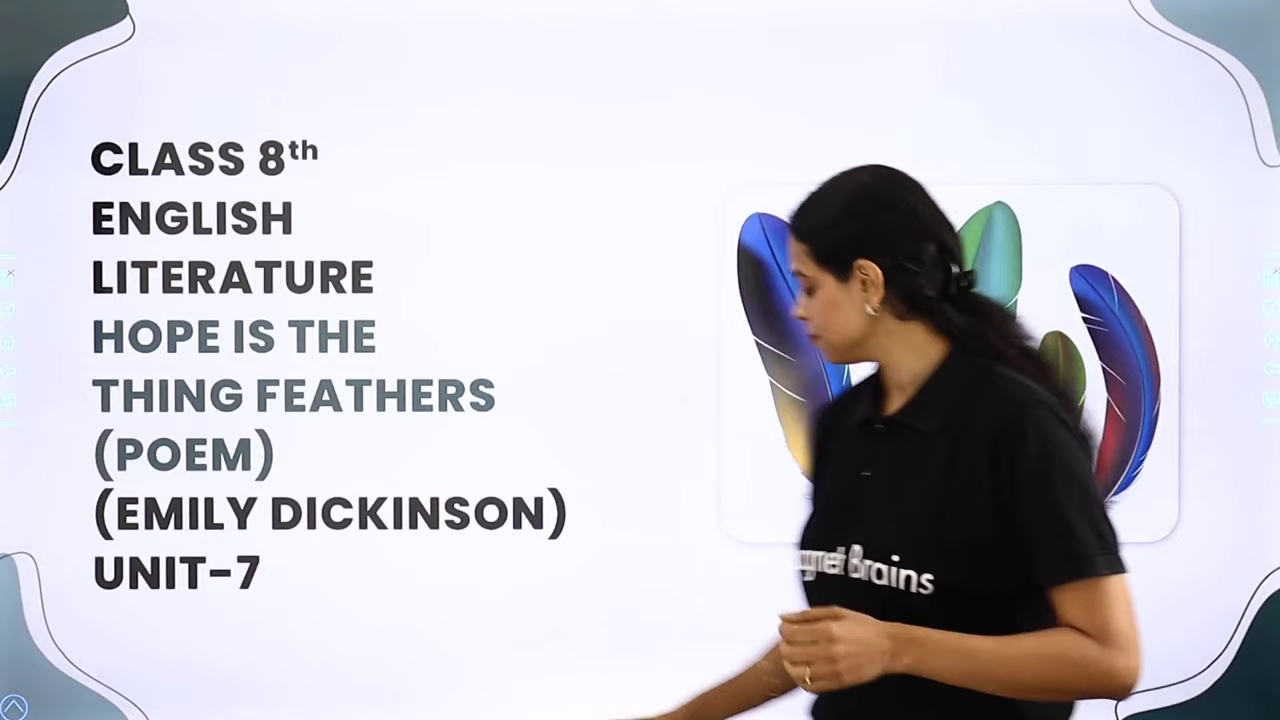 CLASS 8th
ENGLISH
LITERATURE
HOPE IS THE
THING FEATHERS
(POEM)
(EMILY DICKINSON)
UNIT-7
Brains